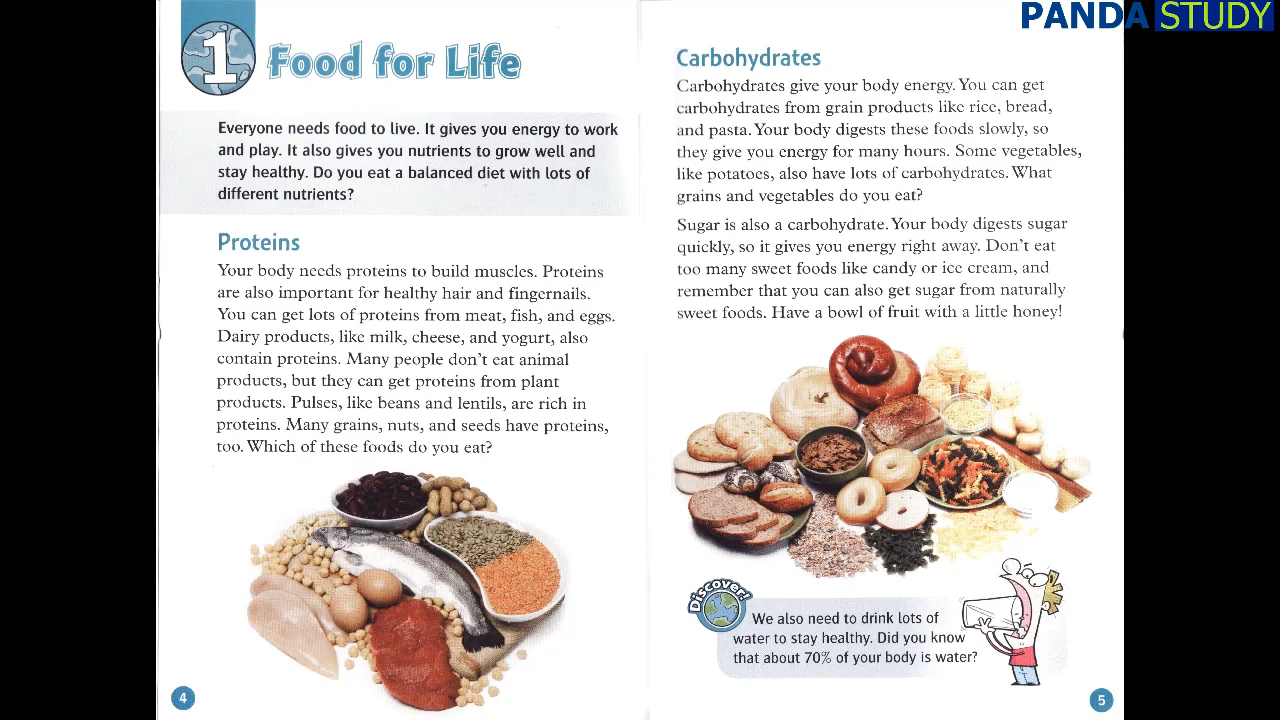 PANDA STUDY
1
Food for Life
Everyone needs food to live. It gives you energy to work
and play. It also gives you nutrients to grow well and
stay healthy. Do you eat a balanced diet with lots of
different nutrients?
Proteins
Your body needs proteins to build muscles. Proteins
are also important for healthy hair and fingernails.
You can get lots of proteins from meat, fish, and eggs.
Dairy products, like milk, cheese, and yogurt, also
contain proteins. Many people don't eat animal
products, but they can get proteins from plant
products. Pulses, like beans and lentils, are rich in
proteins. Many grains, nuts, and seeds have proteins,
too. Which of these foods do you eat?
4
Carbohydrates
Carbohydrates give your body energy. You can get
carbohydrates from grain products like rice, bread,
and pasta. Your body digests these foods slowly, so
they give you energy for many hours. Some vegetables,
like potatoes, also have lots of carbohydrates. What
grains and vegetables do you eat?
Sugar is also a carbohydrate. Your body digests sugar
quickly, so it gives you energy right away. Don't eat
too many sweet foods like candy or ice cream, and
remember that you can also get sugar from naturally
sweet foods. Have a bowl of fruit with a little honey!
Discover!
We also need to drink lots of
water to stay healthy. Did you know
that about 70% of your body is water?
5